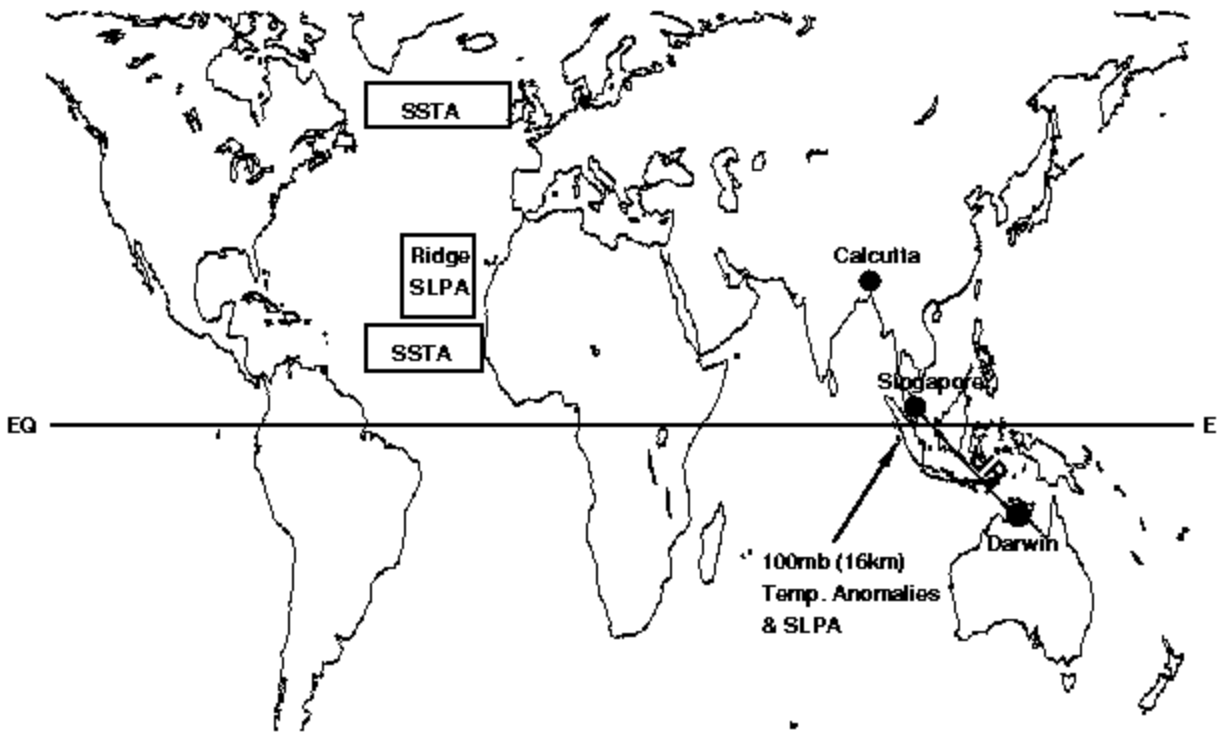 SSTA
Ridge
SLPA
Calcutta
SSTA
Singapore
EQ
E
Darwin
100mb (16km)
Temp. Anomalies
& SLPA